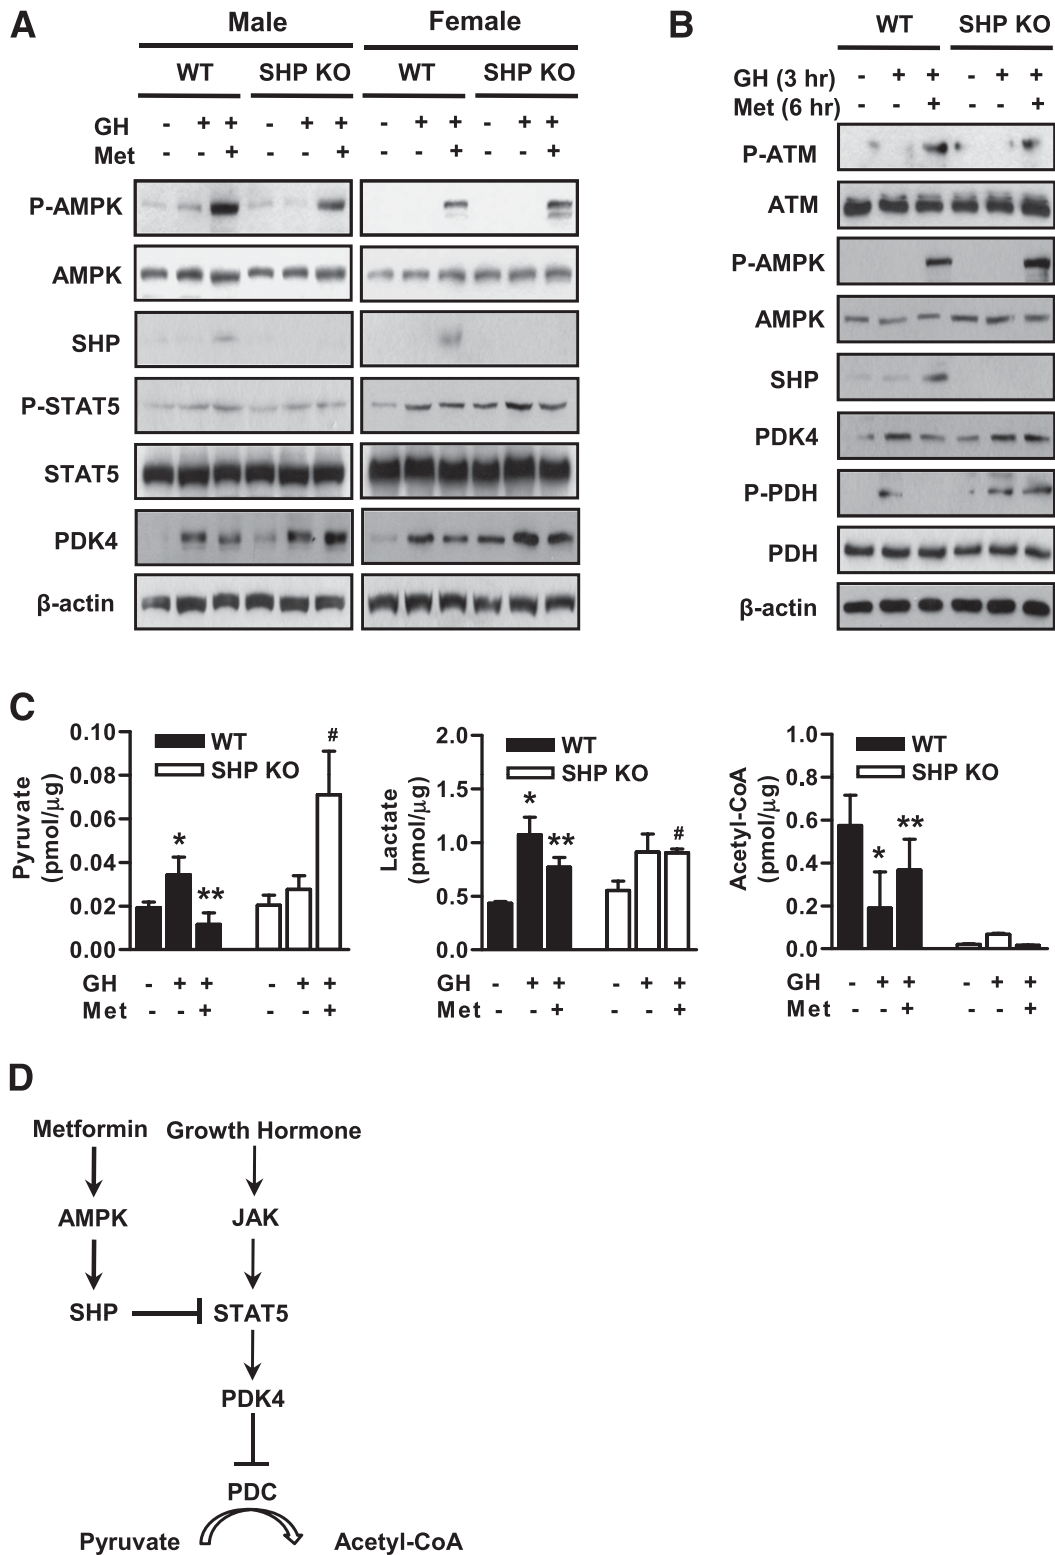 A
Male Female
WT SHP KO WT SHP KO
GH - + + - + + - + + - + +
Met - - + - - + - - + - - +
P-AMPK
AMPK
SHP
P-STAT5
STAT5
PDK4
β-actin
B
WT SHP KO
GH (3 hr) - + + - + +
Met (6 hr) - - + - - +
P-ATM
ATM
P-AMPK
AMPK
SHP
PDK4
P-PDH
PDH
β-actin
C
Pyruvate
(pmol/μg)
0.10
0.08
0.06
0.04
0.02
0.00
WT
SHP KO
* ** #
GH - + + - + +
Met - - + - - +
Lactate
(pmol/μg)
2.0
1.5
1.0
0.5
0.0
WT
SHP KO
* ** #
GH - + + - + +
Met - - + - - +
Acetyl-CoA
(pmol/μg)
1.0
0.8
0.6
0.4
0.2
0.0
WT
SHP KO
* **
GH - + + - + +
Met - - + - - +
D
Metformin Growth Hormone
AMPK JAK
SHP STAT5
PDK4
PDC
Pyruvate Acetyl-CoA